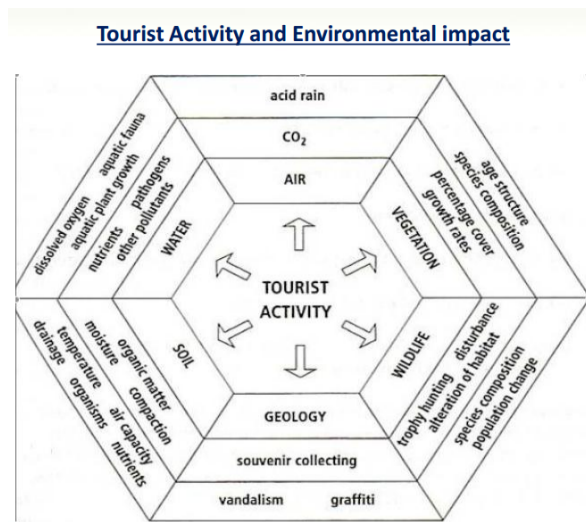 Tourist Activity and Environmental impact
acid rain
CO₂
AIR
aquatic fauna
dissolved oxygen
aquatic plant growth
pathogens
nutrients
other pollutants
WATER
age structure
species composition
percentage cover
growth rates
VEGETATION
TOURIST
ACTIVITY
SOIL
organic matter
moisture compaction
temperature air capacity
drainage organisms nutrients
WILDLIFE
disturbance
trophy hunting
alteration of habitat
species composition
population change
GEOLOGY
souvenir collecting
vandalism graffiti